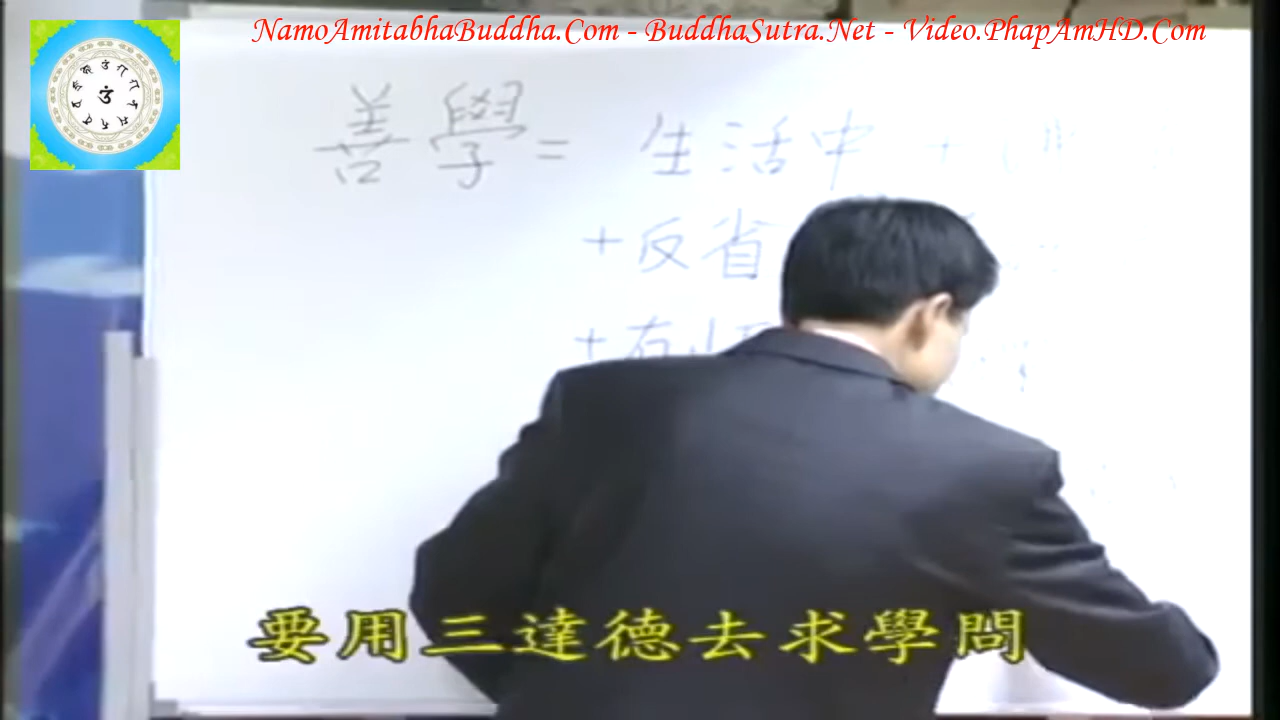 NamoAmitabhaBuddha.Com - BuddhaSutra.Net - Video.PhapAmHD.Com
善學= 生活中 +
+反省
+有
要用三達德去求學問